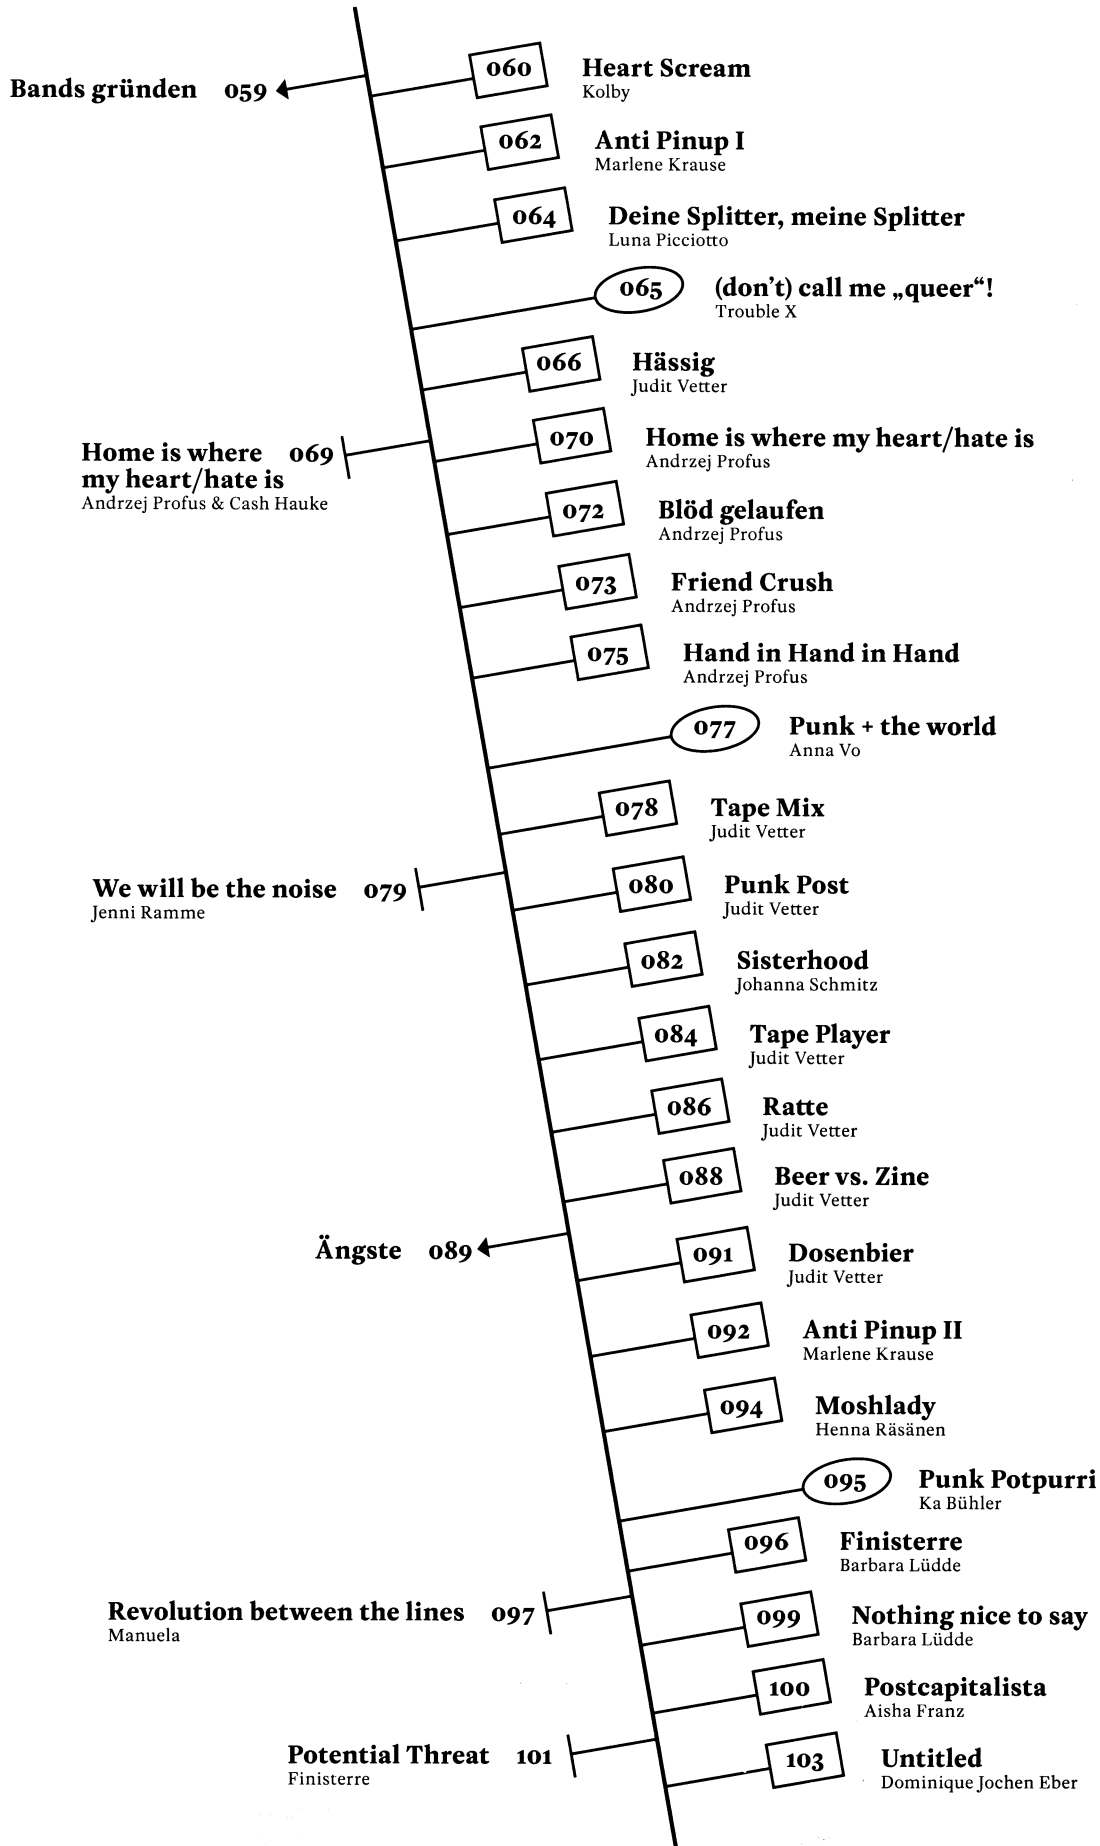 Bands gründen 059
060 Heart Scream
Kolby
062 Anti Pinup I
Marlene Krause
064 Deine Splitter, meine Splitter
Luna Picciotto
065 (don't) call me „queer“!
Trouble X
066 Hässig
Judit Vetter
Home is where 069
my heart/hate is
Andrzej Profus & Cash Hauke
070 Home is where my heart/hate is
Andrzej Profus
072 Blöd gelaufen
Andrzej Profus
073 Friend Crush
Andrzej Profus
075 Hand in Hand in Hand
Andrzej Profus
077 Punk + the world
Anna Vo
078 Tape Mix
Judit Vetter
We will be the noise 079
Jenni Ramme
080 Punk Post
Judit Vetter
082 Sisterhood
Johanna Schmitz
084 Tape Player
Judit Vetter
086 Ratte
Judit Vetter
088 Beer vs. Zine
Judit Vetter
Ängste 089
091 Dosenbier
Judit Vetter
092 Anti Pinup II
Marlene Krause
094 Moshlady
Henna Räsänen
095 Punk Potpurri
Ka Bühler
096 Finisterre
Barbara Lüdde
Revolution between the lines 097
Manuela
099 Nothing nice to say
Barbara Lüdde
100 Postcapitalista
Aisha Franz
Potential Threat 101
Finisterre
103 Untitled
Dominique Jochen Eber